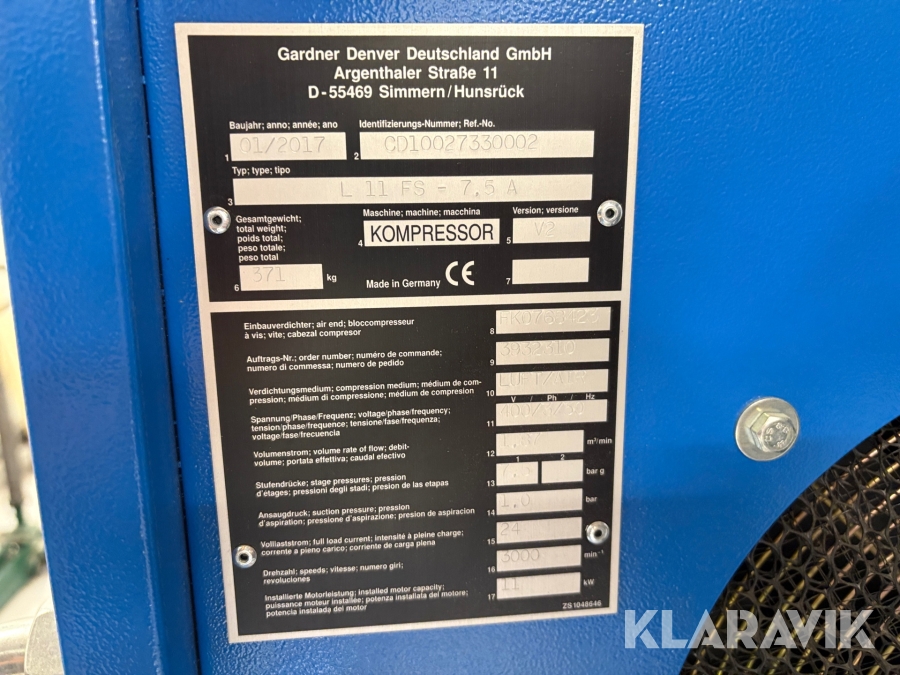 Gardner Denver Deutschland GmbH
Argenthaler Straße 11
D-55469 Simmern/Hunsrück
Baujahr; anno; année; ano
Identifizierungs-Nummer; Ref.-No.
1 01/2017
2 CD10027330002
Typ; type; tipo
3 L 11 FS - 7,5 A
Gesamtgewicht;
total weight;
poids total;
peso totale;
peso total
6 371 kg
Maschine; machine; macchina
4 KOMPRESSOR
Version; versione
5 V2
Made in Germany CE
7
Einbauverdichter; air end; bloccompresseur
à vis; vite; cabezal compresor
8
Auftrags-Nr.; order number; numéro de commande;
numero di commessa; numero de pedido
9
Verdichtungsmedium; compression medium; médium de com-
pression; médium di compressione; médium de compresion
10 LUFT/AIR
V / Ph / Hz
Spannung/Phase/Frequenz; voltage/phase/frequency;
tension/phase/frequence; tensione/fase/frequenza;
voltage/fase/frecuencia
11 400/3/50
Volumenstrom; volume rate of flow; debit-
volume; portata effettiva; caudal efectivo
12 m³/min
1 2
Stufendrücke; stage pressures; pression
d'étages; pressioni degli stadi; presion de las etapas
13 bar g
Ansaugdruck; suction pressure; pression
d'aspiration; pressione d'aspirazione; presion de aspiracion
14 1,0 bar
Volllaststrom; full load current; intensité à pleine charge;
corrente a pieno carico; corriente de carga plena
15 24
Drehzahl; speeds; vitesse; numero giri;
revoluciones
16 3000 min⁻¹
Installierte Motorleistung; installed motor capacity;
puissance moteur installée; potenza installata del motore;
potencia instalada del motor
17 11 kW
ZS1048546
KLARAVIK